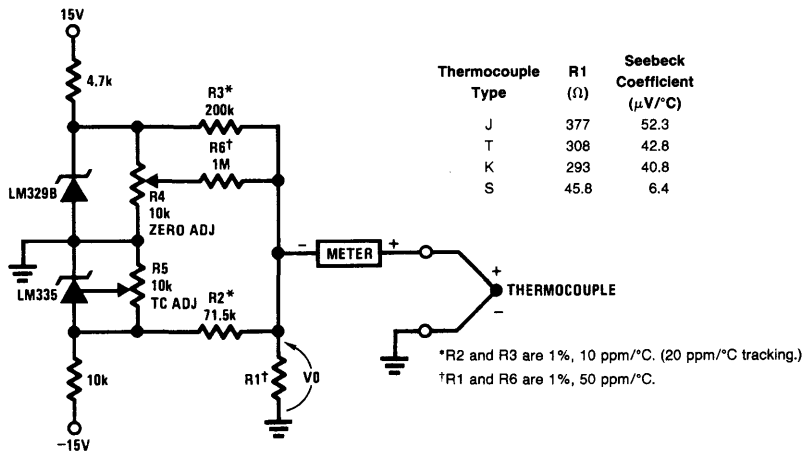 15V
4.7k
R3*
200k
R6†
1M
LM329B
R4
10k
ZERO ADJ
LM335
R5
10k
TC ADJ
R2*
71.5k
10k
−15V
R1†
V0
− METER +
+
THERMOCOUPLE
−
Thermocouple Type
R1 (Ω)
Seebeck Coefficient (µV/°C)
J 377 52.3
T 308 42.8
K 293 40.8
S 45.8 6.4
*R2 and R3 are 1%, 10 ppm/°C. (20 ppm/°C tracking.)
†R1 and R6 are 1%, 50 ppm/°C.